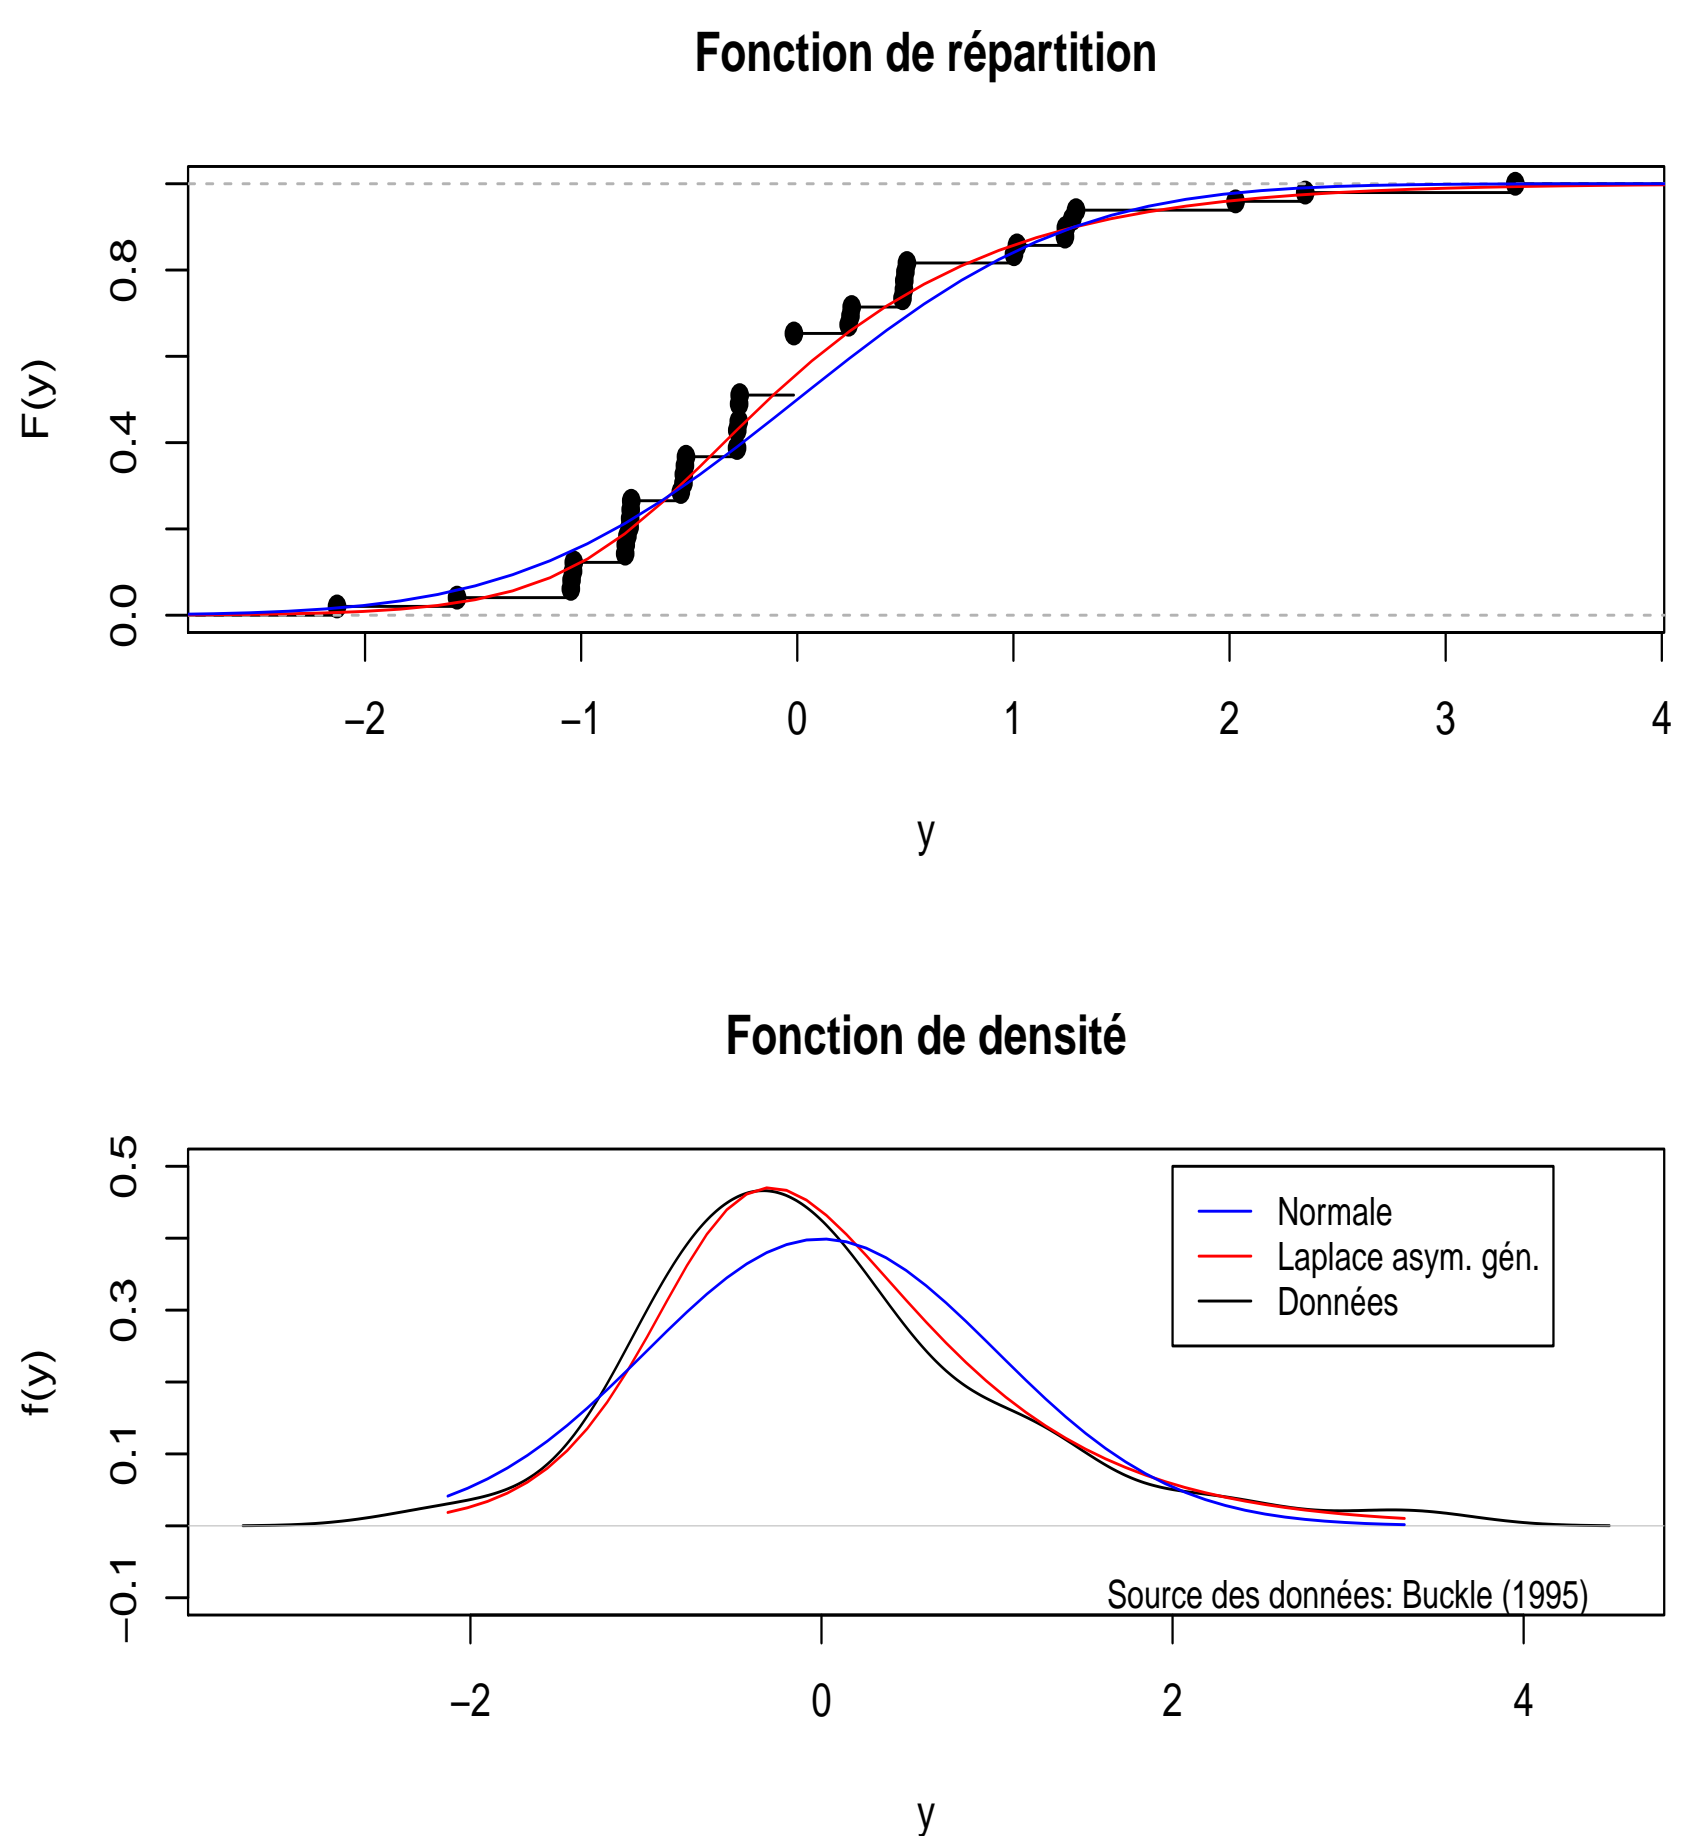 Fonction de répartition
F(y)
0.8
0.4
0.0
−2 −1 0 1 2 3 4
y
Fonction de densité
f(y)
0.5
0.3
0.1
−0.1
Normale
Laplace asym. gén.
Données
Source des données: Buckle (1995)
−2 0 2 4
y